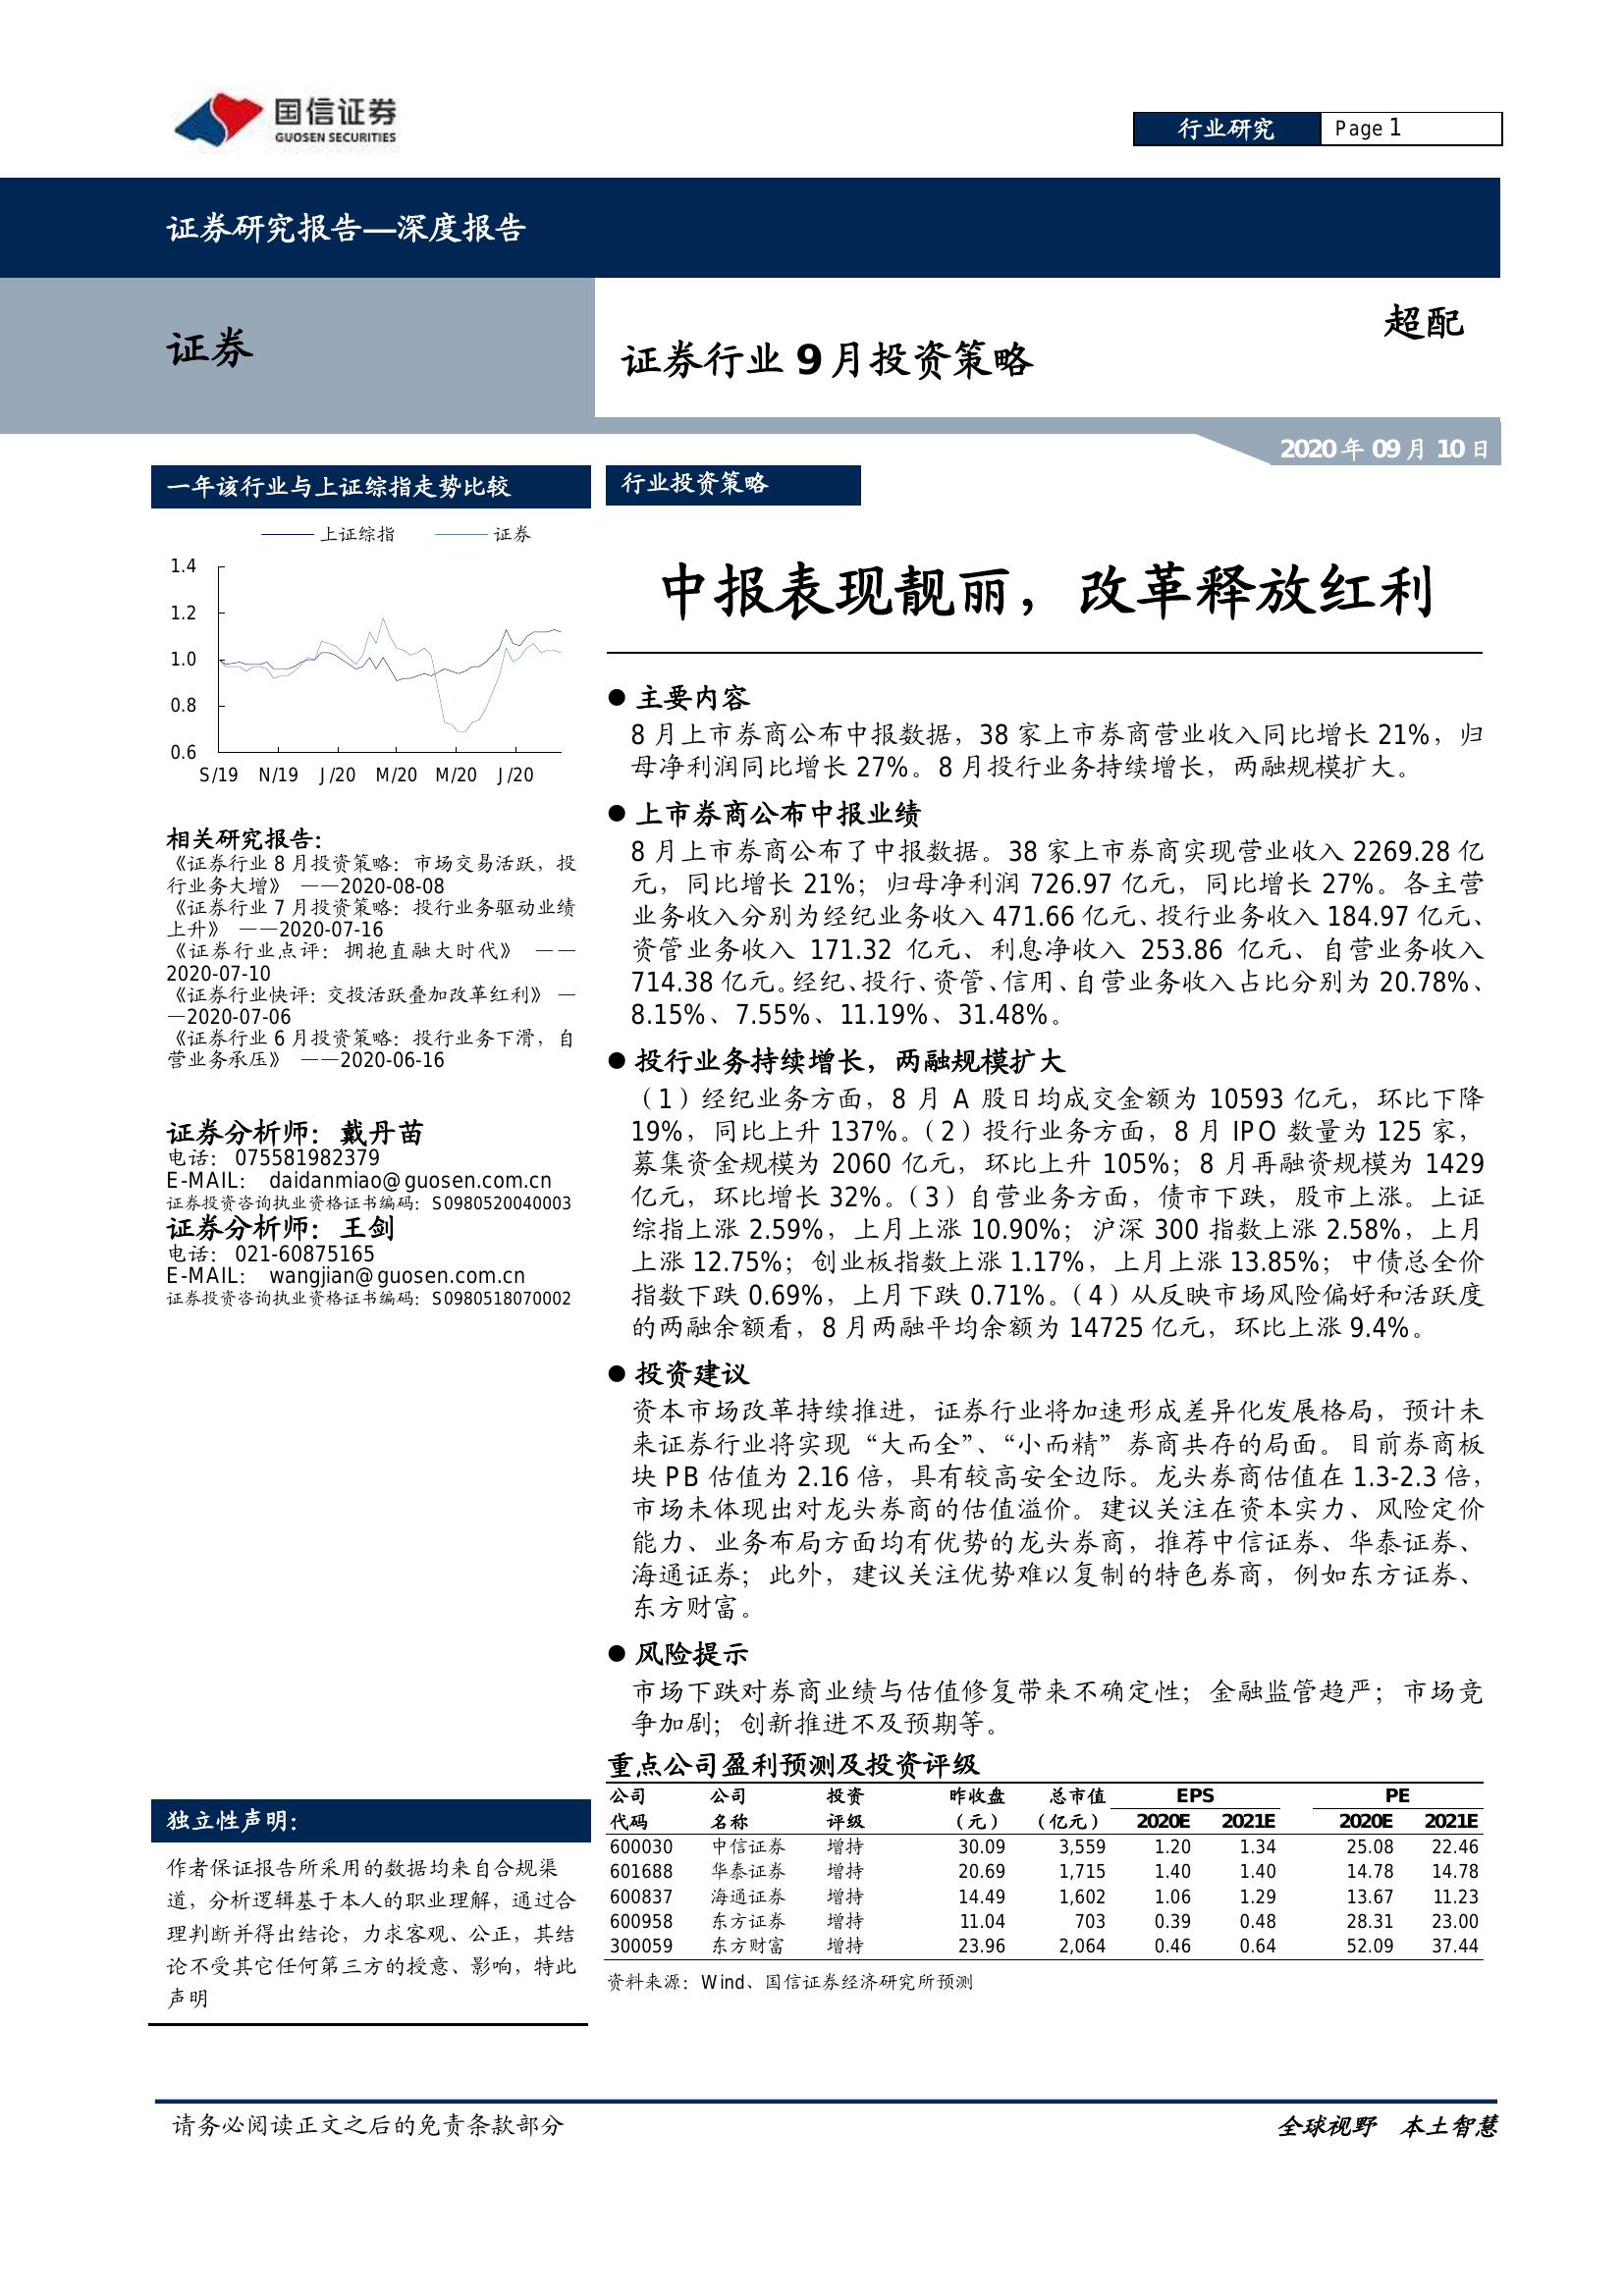 国信证券
GUOSEN SECURITIES
行业研究
Page 1
证券研究报告—深度报告
证券
证券行业 9 月投资策略
超配
2020 年 09 月 10 日
一年该行业与上证综指走势比较
上证综指 证券
1.4
1.2
1.0
0.8
0.6
S/19 N/19 J/20 M/20 M/20 J/20
相关研究报告：
《证券行业 8 月投资策略：市场交易活跃，投
行业务大增》 ——2020-08-08
《证券行业 7 月投资策略：投行业务驱动业绩
上升》 ——2020-07-16
《证券行业点评：拥抱直融大时代》 ——
2020-07-10
《证券行业快评：交投活跃叠加改革红利》 —
—2020-07-06
《证券行业 6 月投资策略：投行业务下滑，自
营业务承压》 ——2020-06-16
证券分析师：戴丹苗
电话： 075581982379
E-MAIL： daidanmiao@guosen.com.cn
证券投资咨询执业资格证书编码：S0980520040003
证券分析师：王剑
电话： 021-60875165
E-MAIL： wangjian@guosen.com.cn
证券投资咨询执业资格证书编码：S0980518070002
独立性声明：
作者保证报告所采用的数据均来自合规渠
道，分析逻辑基于本人的职业理解，通过合
理判断并得出结论，力求客观、公正，其结
论不受其它任何第三方的授意、影响，特此
声明
行业投资策略
中报表现靓丽，改革释放红利
● 主要内容
8 月上市券商公布中报数据，38 家上市券商营业收入同比增长 21%，归
母净利润同比增长 27%。8 月投行业务持续增长，两融规模扩大。
● 上市券商公布中报业绩
8 月上市券商公布了中报数据。38 家上市券商实现营业收入 2269.28 亿
元，同比增长 21%；归母净利润 726.97 亿元，同比增长 27%。各主营
业务收入分别为经纪业务收入 471.66 亿元、投行业务收入 184.97 亿元、
资管业务收入 171.32 亿元、利息净收入 253.86 亿元、自营业务收入
714.38 亿元。经纪、投行、资管、信用、自营业务收入占比分别为 20.78%、
8.15%、7.55%、11.19%、31.48%。
● 投行业务持续增长，两融规模扩大
（1）经纪业务方面，8 月 A 股日均成交金额为 10593 亿元，环比下降
19%，同比上升 137%。（2）投行业务方面，8 月 IPO 数量为 125 家，
募集资金规模为 2060 亿元，环比上升 105%；8 月再融资规模为 1429
亿元，环比增长 32%。（3）自营业务方面，债市下跌，股市上涨。上证
综指上涨 2.59%，上月上涨 10.90%；沪深 300 指数上涨 2.58%，上月
上涨 12.75%；创业板指数上涨 1.17%，上月上涨 13.85%；中债总全价
指数下跌 0.69%，上月下跌 0.71%。（4）从反映市场风险偏好和活跃度
的两融余额看，8 月两融平均余额为 14725 亿元，环比上涨 9.4%。
● 投资建议
资本市场改革持续推进，证券行业将加速形成差异化发展格局，预计未
来证券行业将实现“大而全”、“小而精”券商共存的局面。目前券商板
块 PB 估值为 2.16 倍，具有较高安全边际。龙头券商估值在 1.3-2.3 倍，
市场未体现出对龙头券商的估值溢价。建议关注在资本实力、风险定价
能力、业务布局方面均有优势的龙头券商，推荐中信证券、华泰证券、
海通证券；此外，建议关注优势难以复制的特色券商，例如东方证券、
东方财富。
● 风险提示
市场下跌对券商业绩与估值修复带来不确定性；金融监管趋严；市场竞
争加剧；创新推进不及预期等。
重点公司盈利预测及投资评级
公司 公司 投资 昨收盘 总市值 EPS PE
代码 名称 评级 （元） （亿元） 2020E 2021E 2020E 2021E
600030 中信证券 增持 30.09 3,559 1.20 1.34 25.08 22.46
601688 华泰证券 增持 20.69 1,715 1.40 1.40 14.78 14.78
600837 海通证券 增持 14.49 1,602 1.06 1.29 13.67 11.23
600958 东方证券 增持 11.04 703 0.39 0.48 28.31 23.00
300059 东方财富 增持 23.96 2,064 0.46 0.64 52.09 37.44
资料来源：Wind、国信证券经济研究所预测
请务必阅读正文之后的免责条款部分
全球视野 本土智慧